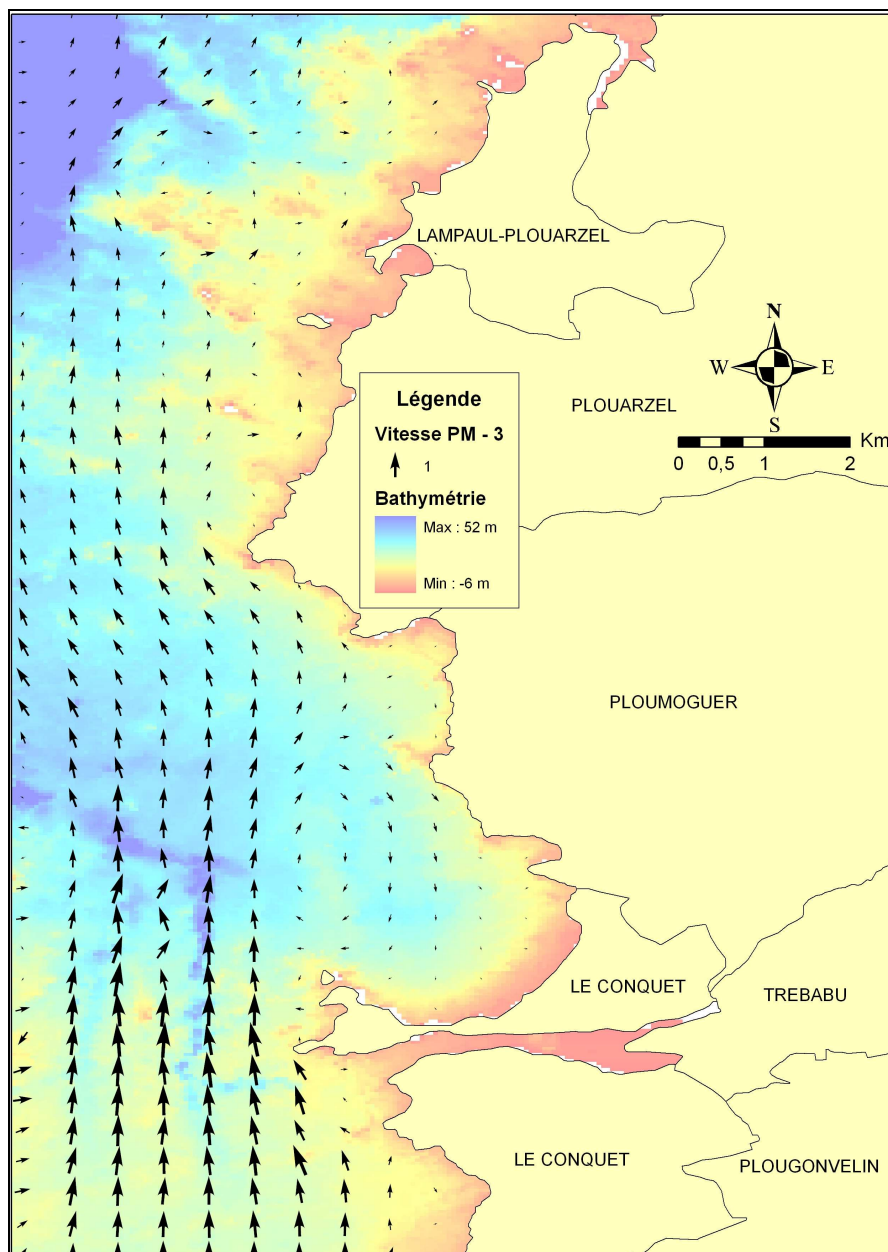 LAMPAUL-PLOUARZEL
N
W E
S
PLOUARZEL
Km
0 0,5 1 2
Légende
Vitesse PM - 3
1
Bathymétrie
Max : 52 m
Min : -6 m
PLOUMOGUER
LE CONQUET
TREBABU
LE CONQUET
PLOUGONVELIN